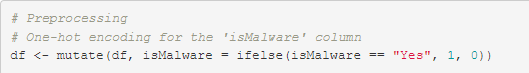 # Preprocessing
# One-hot encoding for the 'isMalware' column
df <- mutate(df, isMalware = ifelse(isMalware == "Yes", 1, 0))